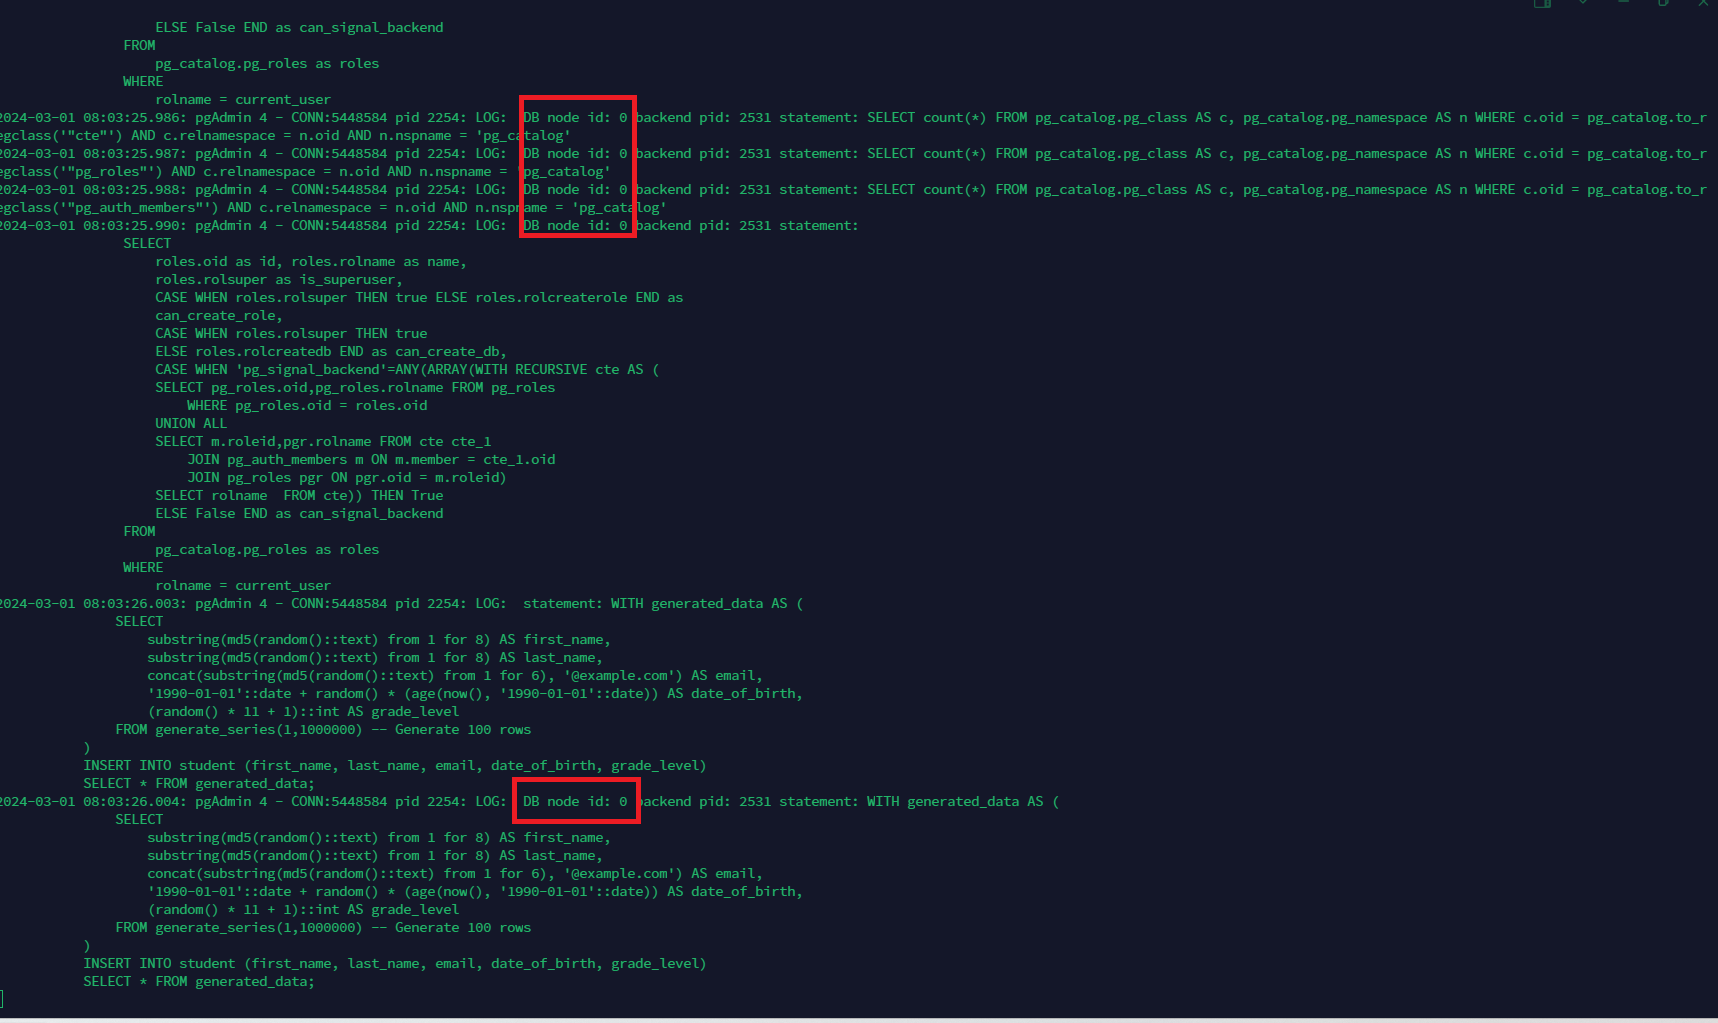 ELSE False END as can_signal_backend
FROM
pg_catalog.pg_roles as roles
WHERE
rolname = current_user
2024-03-01 08:03:25.986: pgAdmin 4 - CONN:5448584 pid 2254: LOG:  DB node id: 0 backend pid: 2531 statement: SELECT count(*) FROM pg_catalog.pg_class AS c, pg_catalog.pg_namespace AS n WHERE c.oid = pg_catalog.to_r
egclass('"cte"') AND c.relnamespace = n.oid AND n.nspname = 'pg_catalog'
2024-03-01 08:03:25.987: pgAdmin 4 - CONN:5448584 pid 2254: LOG:  DB node id: 0 backend pid: 2531 statement: SELECT count(*) FROM pg_catalog.pg_class AS c, pg_catalog.pg_namespace AS n WHERE c.oid = pg_catalog.to_r
egclass('"pg_roles"') AND c.relnamespace = n.oid AND n.nspname = 'pg_catalog'
2024-03-01 08:03:25.988: pgAdmin 4 - CONN:5448584 pid 2254: LOG:  DB node id: 0 backend pid: 2531 statement: SELECT count(*) FROM pg_catalog.pg_class AS c, pg_catalog.pg_namespace AS n WHERE c.oid = pg_catalog.to_r
egclass('"pg_auth_members"') AND c.relnamespace = n.oid AND n.nspname = 'pg_catalog'
2024-03-01 08:03:25.990: pgAdmin 4 - CONN:5448584 pid 2254: LOG:  DB node id: 0 backend pid: 2531 statement:
SELECT
roles.oid as id, roles.rolname as name,
roles.rolsuper as is_superuser,
CASE WHEN roles.rolsuper THEN true ELSE roles.rolcreaterole END as
can_create_role,
CASE WHEN roles.rolsuper THEN true
ELSE roles.rolcreatedb END as can_create_db,
CASE WHEN 'pg_signal_backend'=ANY(ARRAY(WITH RECURSIVE cte AS (
SELECT pg_roles.oid,pg_roles.rolname FROM pg_roles
WHERE pg_roles.oid = roles.oid
UNION ALL
SELECT m.roleid,pgr.rolname FROM cte cte_1
JOIN pg_auth_members m ON m.member = cte_1.oid
JOIN pg_roles pgr ON pgr.oid = m.roleid)
SELECT rolname  FROM cte)) THEN True
ELSE False END as can_signal_backend
FROM
pg_catalog.pg_roles as roles
WHERE
rolname = current_user
2024-03-01 08:03:26.003: pgAdmin 4 - CONN:5448584 pid 2254: LOG:  statement: WITH generated_data AS (
SELECT
substring(md5(random()::text) from 1 for 8) AS first_name,
substring(md5(random()::text) from 1 for 8) AS last_name,
concat(substring(md5(random()::text) from 1 for 6), '@example.com') AS email,
'1990-01-01'::date + random() * (age(now(), '1990-01-01'::date)) AS date_of_birth,
(random() * 11 + 1)::int AS grade_level
FROM generate_series(1,1000000) -- Generate 100 rows
)
INSERT INTO student (first_name, last_name, email, date_of_birth, grade_level)
SELECT * FROM generated_data;
2024-03-01 08:03:26.004: pgAdmin 4 - CONN:5448584 pid 2254: LOG:  DB node id: 0 backend pid: 2531 statement: WITH generated_data AS (
SELECT
substring(md5(random()::text) from 1 for 8) AS first_name,
substring(md5(random()::text) from 1 for 8) AS last_name,
concat(substring(md5(random()::text) from 1 for 6), '@example.com') AS email,
'1990-01-01'::date + random() * (age(now(), '1990-01-01'::date)) AS date_of_birth,
(random() * 11 + 1)::int AS grade_level
FROM generate_series(1,1000000) -- Generate 100 rows
)
INSERT INTO student (first_name, last_name, email, date_of_birth, grade_level)
SELECT * FROM generated_data;